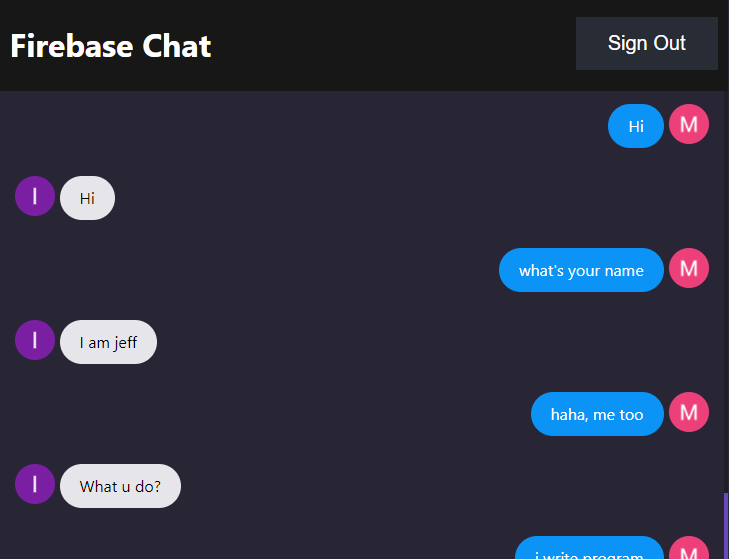 Firebase Chat
Sign Out
Hi
M
I
Hi
what's your name
M
I
I am jeff
haha, me too
M
I
What u do?
i write program
M